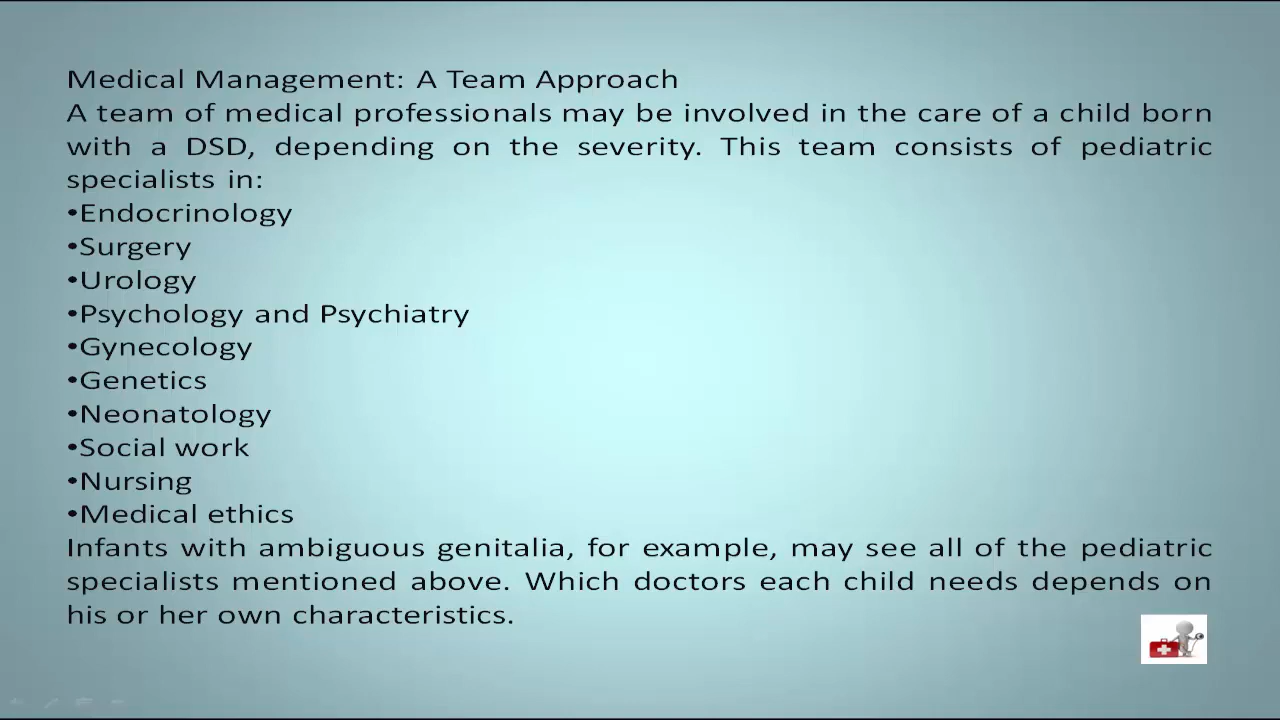 Medical Management: A Team Approach
A team of medical professionals may be involved in the care of a child born
with a DSD, depending on the severity. This team consists of pediatric
specialists in:
•Endocrinology
•Surgery
•Urology
•Psychology and Psychiatry
•Gynecology
•Genetics
•Neonatology
•Social work
•Nursing
•Medical ethics
Infants with ambiguous genitalia, for example, may see all of the pediatric
specialists mentioned above. Which doctors each child needs depends on
his or her own characteristics.